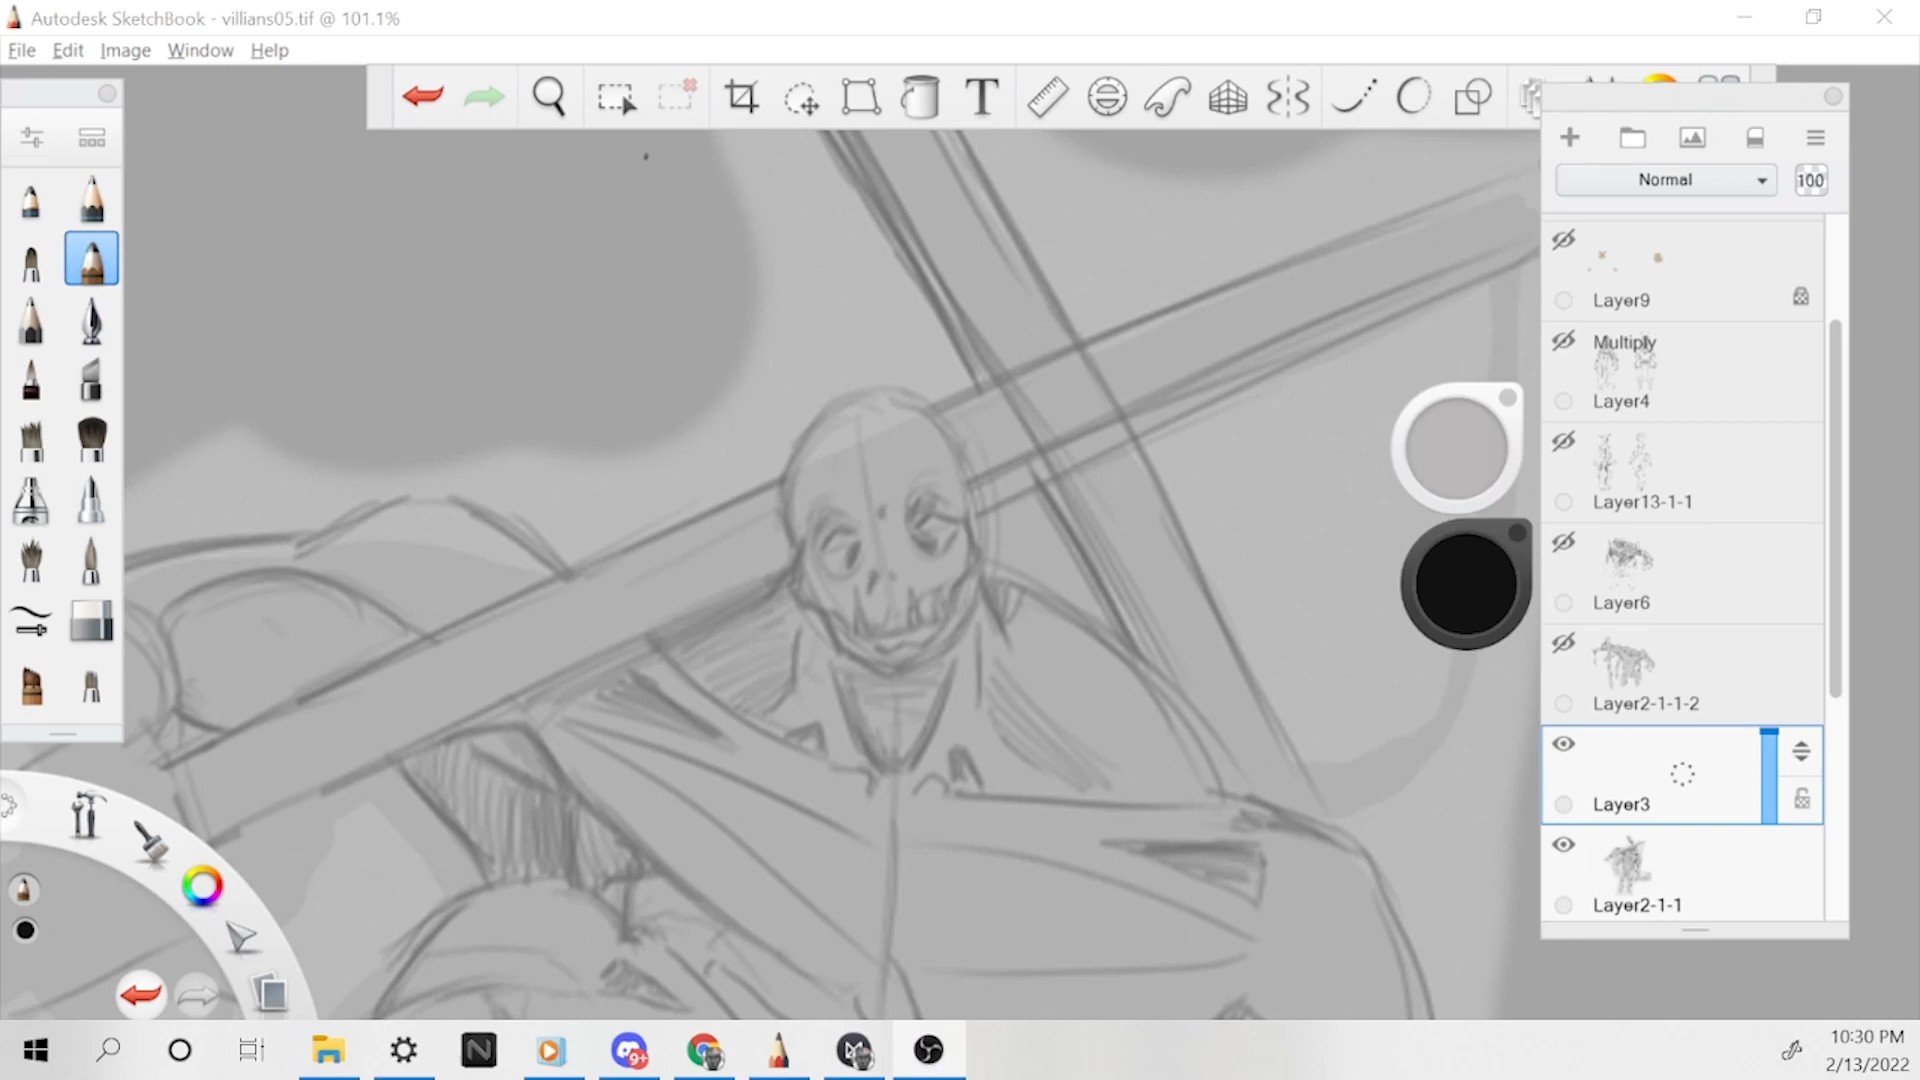 Autodesk SketchBook - villians05.tif @ 101.1%
File Edit Image Window Help
T
Normal 100
Layer9
Multiply
Layer4
Layer13-1-1
Layer6
Layer2-1-1-2
Layer3
Layer2-1-1
N
9+
10:30 PM
2/13/2022